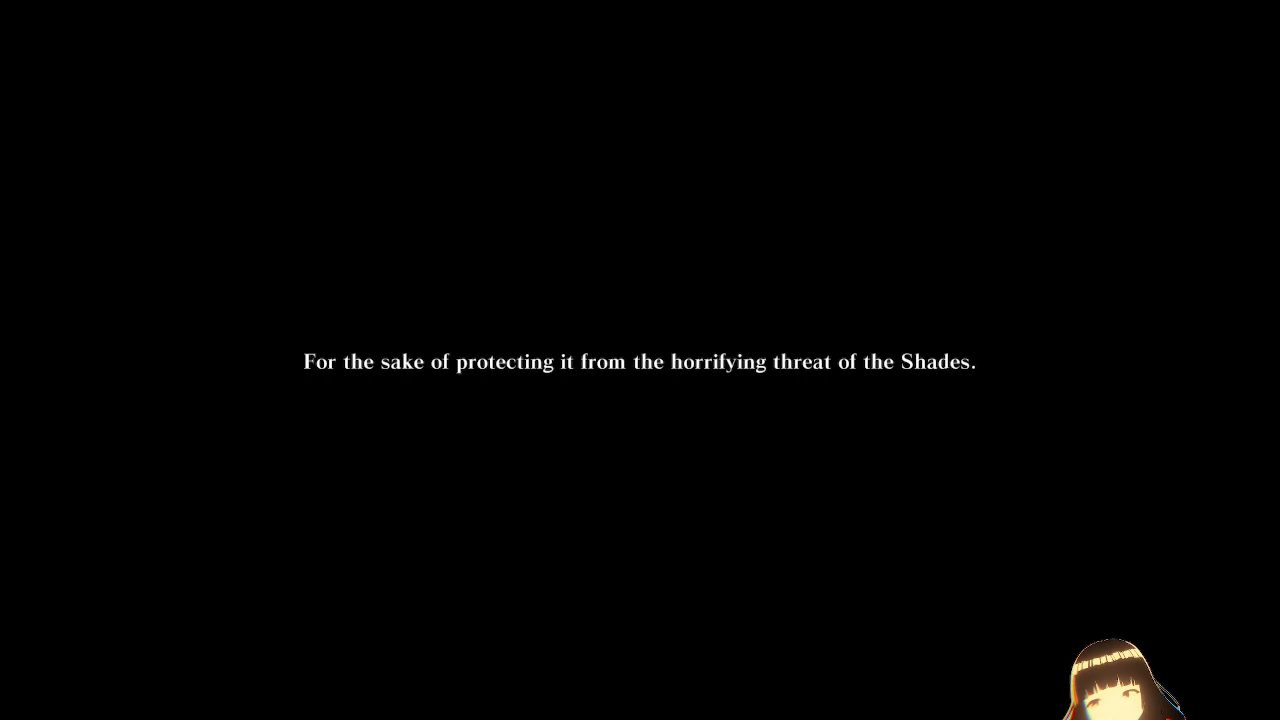 For the sake of protecting it from the horrifying threat of the Shades.